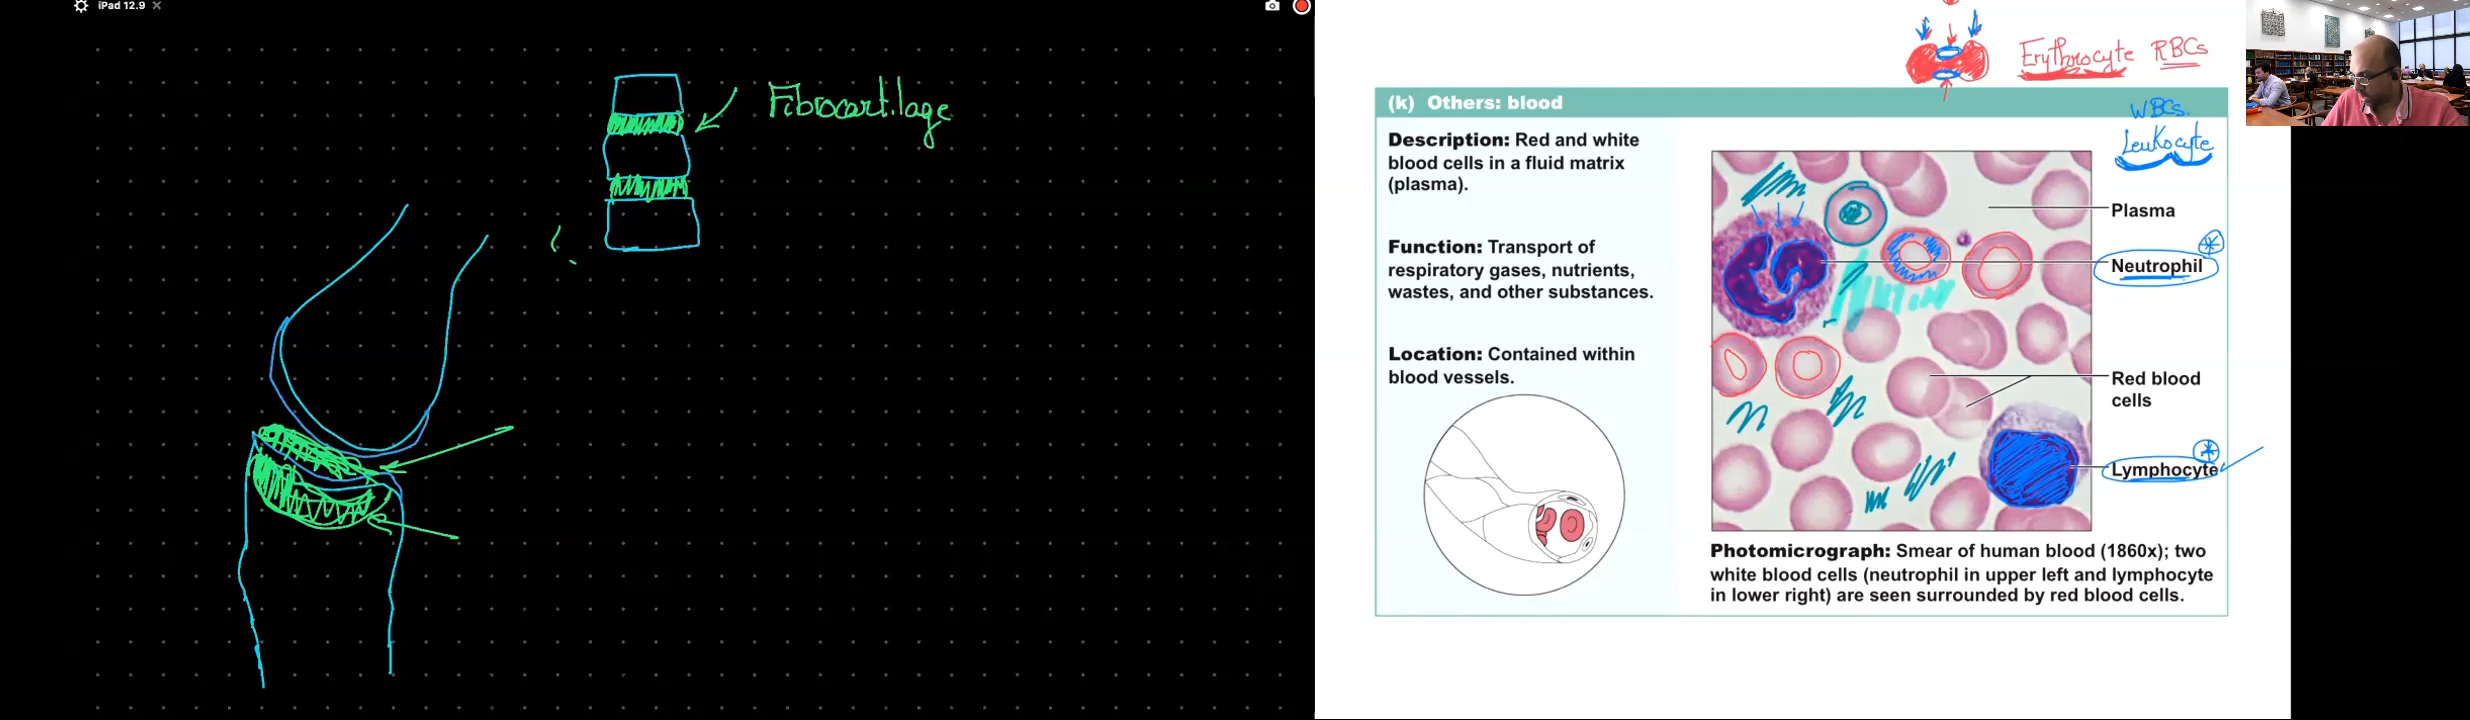 iPad 12.9
Fibrocartilage
Erythrocyte RBCs
(k) Others: blood
WBCs.
Leukocyte
Description: Red and white
blood cells in a fluid matrix
(plasma).
Function: Transport of
respiratory gases, nutrients,
wastes, and other substances.
Location: Contained within
blood vessels.
Plasma
Neutrophil
Red blood
cells
Lymphocyte
Photomicrograph: Smear of human blood (1860x); two
white blood cells (neutrophil in upper left and lymphocyte
in lower right) are seen surrounded by red blood cells.